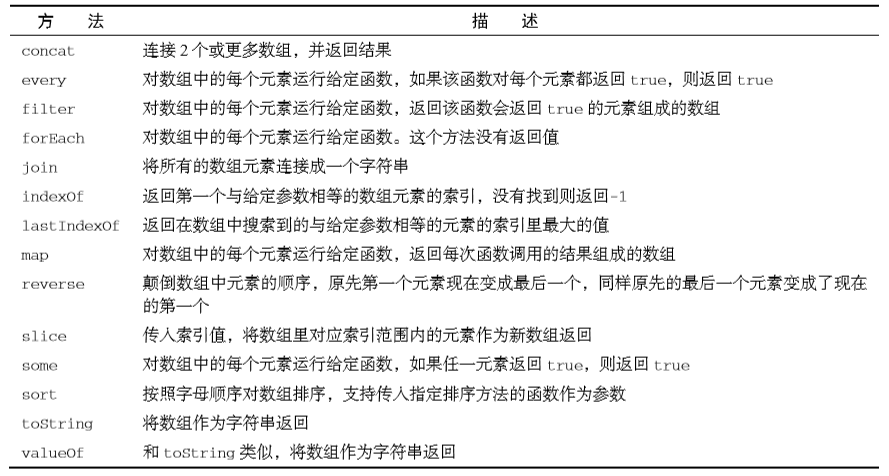 方 法 描 述
concat 连接 2 个或更多数组，并返回结果
every 对数组中的每个元素运行给定函数，如果该函数对每个元素都返回 true，则返回 true
filter 对数组中的每个元素运行给定函数，返回该函数会返回 true 的元素组成的数组
forEach 对数组中的每个元素运行给定函数。这个方法没有返回值
join 将所有的数组元素连接成一个字符串
indexOf 返回第一个与给定参数相等的数组元素的索引，没有找到则返回-1
lastIndexOf 返回在数组中搜索到的与给定参数相等的元素的索引里最大的值
map 对数组中的每个元素运行给定函数，返回每次函数调用的结果组成的数组
reverse 颠倒数组中元素的顺序，原先第一个元素现在变成最后一个，同样原先的最后一个元素变成了现在
的第一个
slice 传入索引值，将数组里对应索引范围内的元素作为新数组返回
some 对数组中的每个元素运行给定函数，如果任一元素返回 true，则返回 true
sort 按照字母顺序对数组排序，支持传入指定排序方法的函数作为参数
toString 将数组作为字符串返回
valueOf 和 toString 类似，将数组作为字符串返回